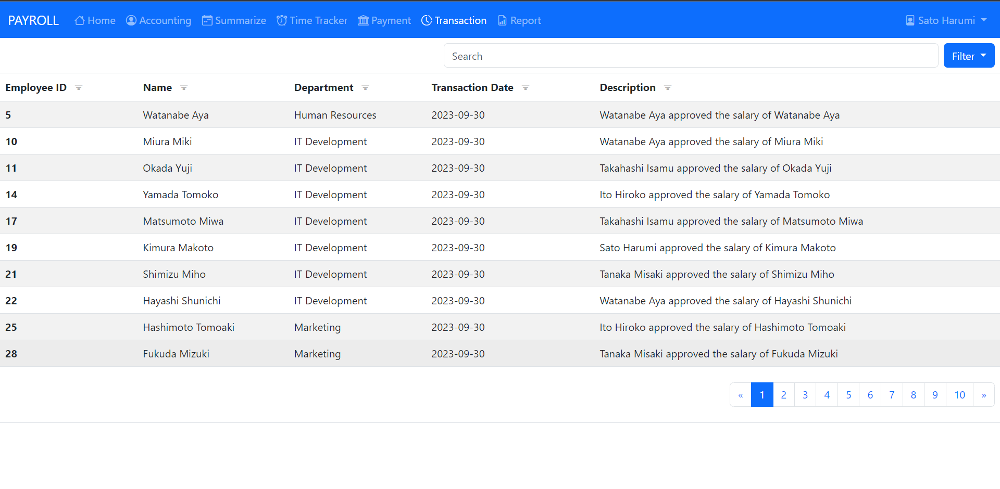 PAYROLL Home Accounting Summarize Time Tracker Payment Transaction Report Sato Harumi
Search Filter
Employee ID Name Department Transaction Date Description
5 Watanabe Aya Human Resources 2023-09-30 Watanabe Aya approved the salary of Watanabe Aya
10 Miura Miki IT Development 2023-09-30 Watanabe Aya approved the salary of Miura Miki
11 Okada Yuji IT Development 2023-09-30 Takahashi Isamu approved the salary of Okada Yuji
14 Yamada Tomoko IT Development 2023-09-30 Ito Hiroko approved the salary of Yamada Tomoko
17 Matsumoto Miwa IT Development 2023-09-30 Takahashi Isamu approved the salary of Matsumoto Miwa
19 Kimura Makoto IT Development 2023-09-30 Sato Harumi approved the salary of Kimura Makoto
21 Shimizu Miho IT Development 2023-09-30 Tanaka Misaki approved the salary of Shimizu Miho
22 Hayashi Shunichi IT Development 2023-09-30 Watanabe Aya approved the salary of Hayashi Shunichi
25 Hashimoto Tomoaki Marketing 2023-09-30 Ito Hiroko approved the salary of Hashimoto Tomoaki
28 Fukuda Mizuki Marketing 2023-09-30 Tanaka Misaki approved the salary of Fukuda Mizuki
« 1 2 3 4 5 6 7 8 9 10 »